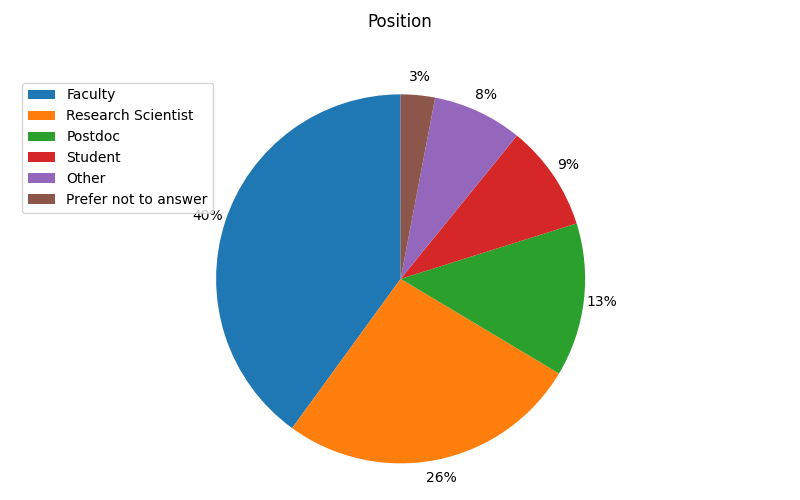 Position
3%
8%
Faculty
Research Scientist
Postdoc
Student
Other
Prefer not to answer
9%
40%
13%
26%